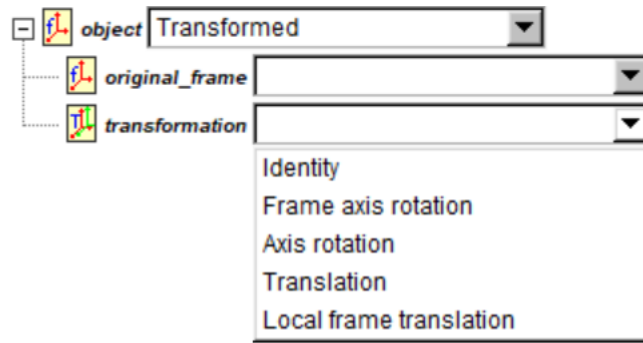 object Transformed
original_frame
transformation
Identity
Frame axis rotation
Axis rotation
Translation
Local frame translation